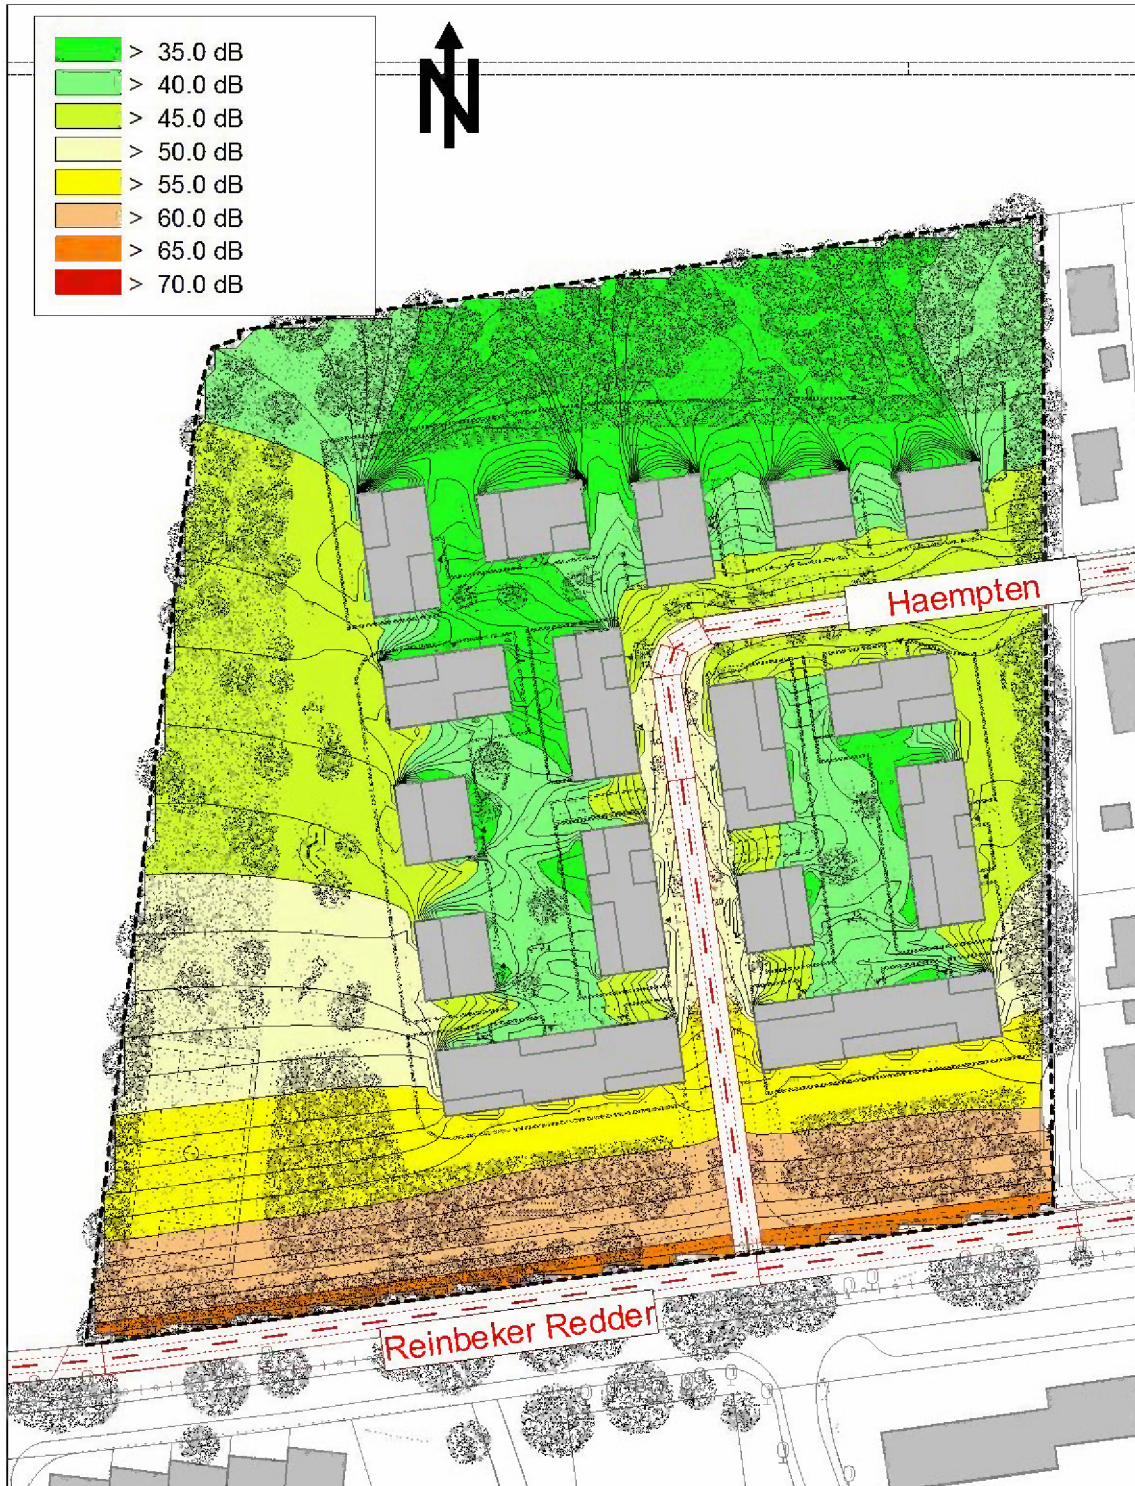 > 35.0 dB
> 40.0 dB
> 45.0 dB
> 50.0 dB
> 55.0 dB
> 60.0 dB
> 65.0 dB
> 70.0 dB
N
Haempten
Reinbeker Redder